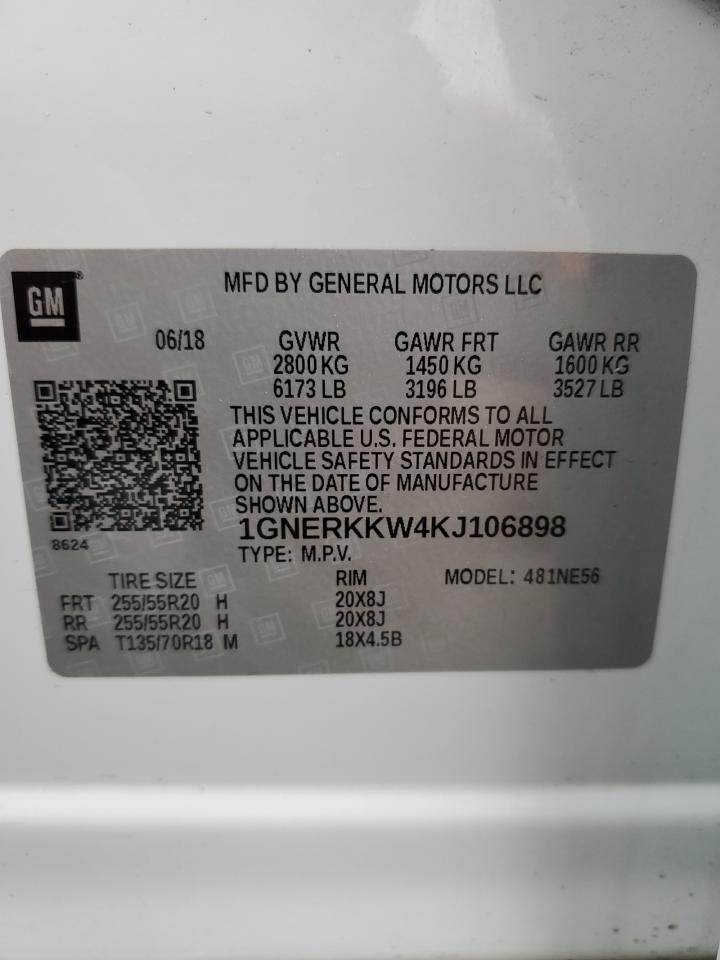 MFD BY GENERAL MOTORS LLC
GM
®
06/18 GVWR GAWR FRT GAWR RR
2800 KG 1450 KG 1600 KG
6173 LB 3196 LB 3527 LB
THIS VEHICLE CONFORMS TO ALL
APPLICABLE U.S. FEDERAL MOTOR
VEHICLE SAFETY STANDARDS IN EFFECT
ON THE DATE OF MANUFACTURE
SHOWN ABOVE.
1GNERKKW4KJ106898
8624
TYPE: M.P.V.
TIRE SIZE RIM MODEL: 481NE56
FRT 255/55R20 H 20X8J
RR 255/55R20 H 20X8J
SPA T135/70R18 M 18X4.5B